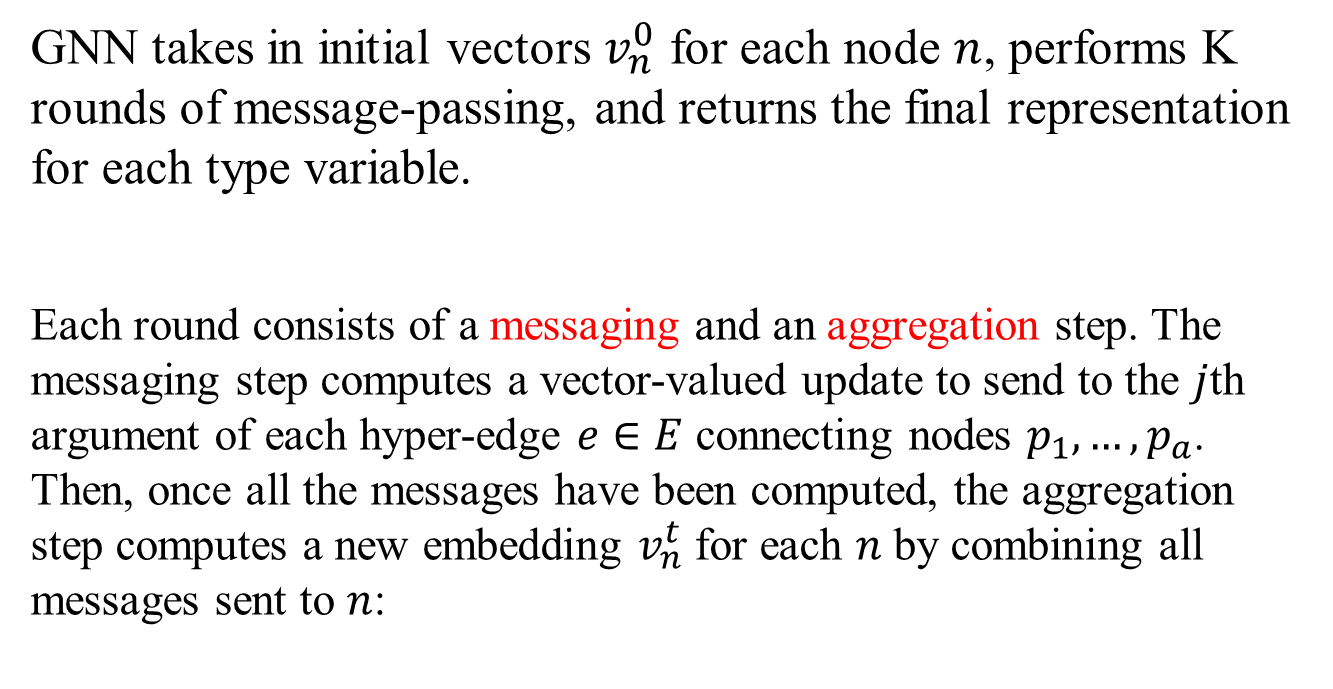 GNN takes in initial vectors $v_n^0$ for each node $n$, performs K
rounds of message-passing, and returns the final representation
for each type variable.
Each round consists of a messaging and an aggregation step. The
messaging step computes a vector-valued update to send to the $j$th
argument of each hyper-edge $e \in E$ connecting nodes $p_1, \dots, p_a$.
Then, once all the messages have been computed, the aggregation
step computes a new embedding $v_n^t$ for each $n$ by combining all
messages sent to $n$: